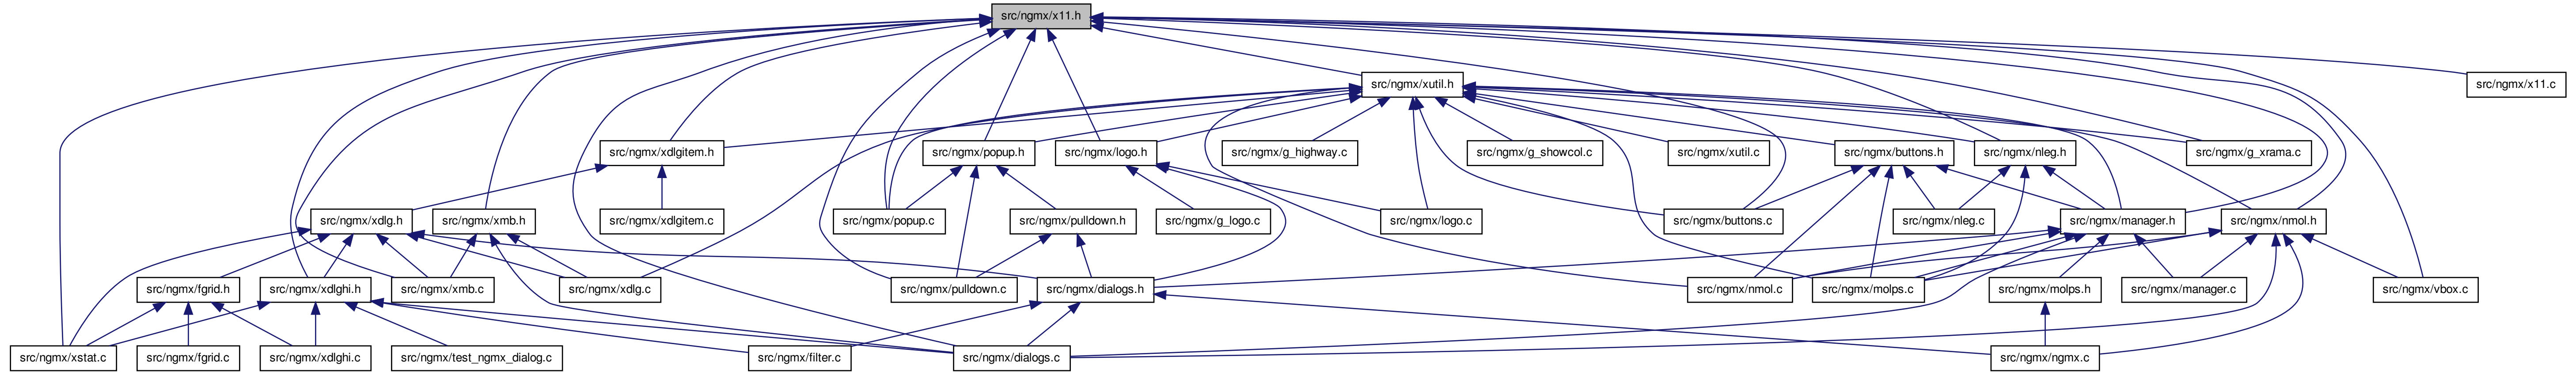 src/ngmx/x11.h
src/ngmx/xutil.h
src/ngmx/x11.c
src/ngmx/xdlgitem.h
src/ngmx/popup.h
src/ngmx/logo.h
src/ngmx/g_highway.c
src/ngmx/g_showcol.c
src/ngmx/xutil.c
src/ngmx/buttons.h
src/ngmx/nleg.h
src/ngmx/g_xrama.c
src/ngmx/xdlg.h
src/ngmx/xmb.h
src/ngmx/xdlgitem.c
src/ngmx/popup.c
src/ngmx/pulldown.h
src/ngmx/g_logo.c
src/ngmx/logo.c
src/ngmx/buttons.c
src/ngmx/nleg.c
src/ngmx/manager.h
src/ngmx/nmol.h
src/ngmx/fgrid.h
src/ngmx/xdlghi.h
src/ngmx/xmb.c
src/ngmx/xdlg.c
src/ngmx/pulldown.c
src/ngmx/dialogs.h
src/ngmx/nmol.c
src/ngmx/molps.c
src/ngmx/molps.h
src/ngmx/manager.c
src/ngmx/vbox.c
src/ngmx/xstat.c
src/ngmx/fgrid.c
src/ngmx/xdlghi.c
src/ngmx/test_ngmx_dialog.c
src/ngmx/filter.c
src/ngmx/dialogs.c
src/ngmx/ngmx.c